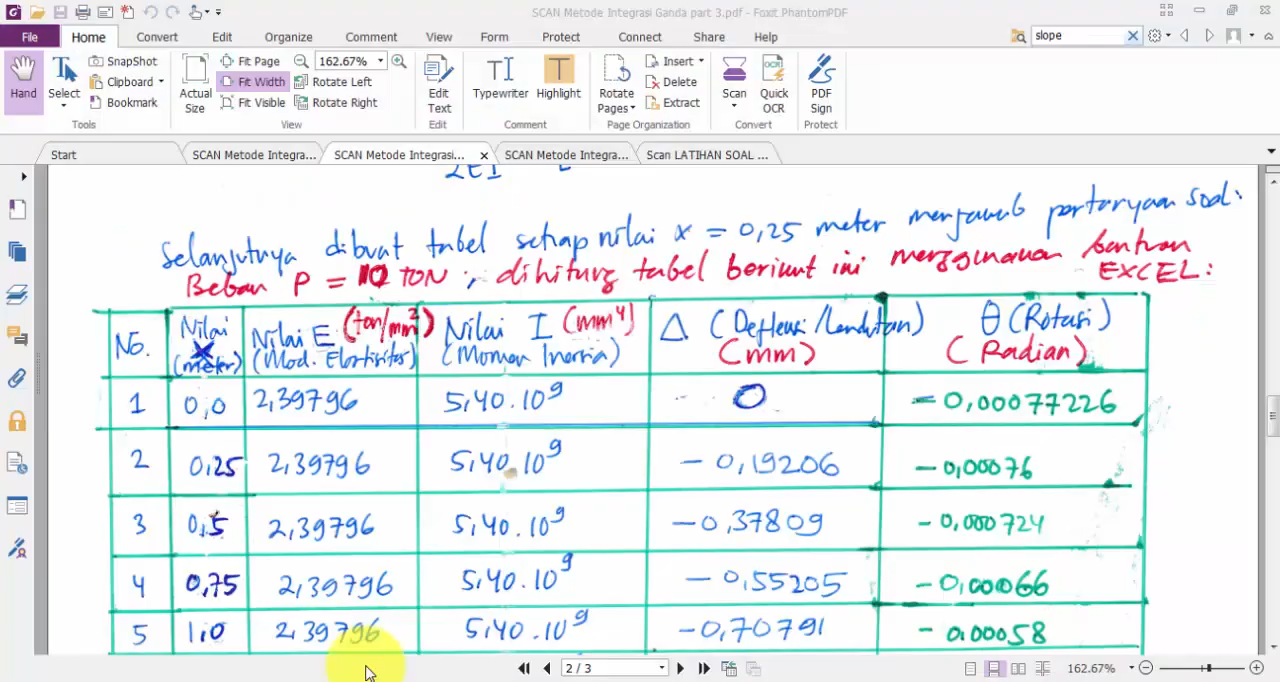 SCAN Metode Integrasi Ganda part 3.pdf - Foxit PhantomPDF
File Home Convert Edit Organize Comment View Form Protect Connect Share Help slope
Hand Select SnapShot Clipboard Bookmark Actual Size Fit Page Fit Width Fit Visible 162.67% Rotate Left Rotate Right Edit Text Typewriter Highlight Rotate Pages Insert Delete Extract Scan Quick OCR PDF Sign
Tools View Edit Comment Page Organization Convert Protect
Start SCAN Metode Integra... SCAN Metode Integrasi... SCAN Metode Integra... Scan LATIHAN SOAL ...
2EI
Selanjutnya dibuat tabel setiap nilai x = 0,25 meter menjawab pertanyaan soal:
Beban P = 10 TON ; dihitung tabel berikut ini menggunakan bantuan EXCEL:
No. Nilai x (meter) Nilai E (ton/mm²) (Mod. Elastisitas) Nilai I (mm⁴) (Momen Inersia) Δ (Defleksi/Lendutan) (mm) θ (Rotasi) (Radian)
1 0,0 2,39796 5,40.10⁹ 0 -0,00077226
2 0,25 2,39796 5,40.10⁹ -0,19206 -0,00076
3 0,5 2,39796 5,40.10⁹ -0,37809 -0,000724
4 0,75 2,39796 5,40.10⁹ -0,55205 -0,00066
5 1,0 2,39796 5,40.10⁹ -0,70791 -0,00058
2 / 3 162.67%